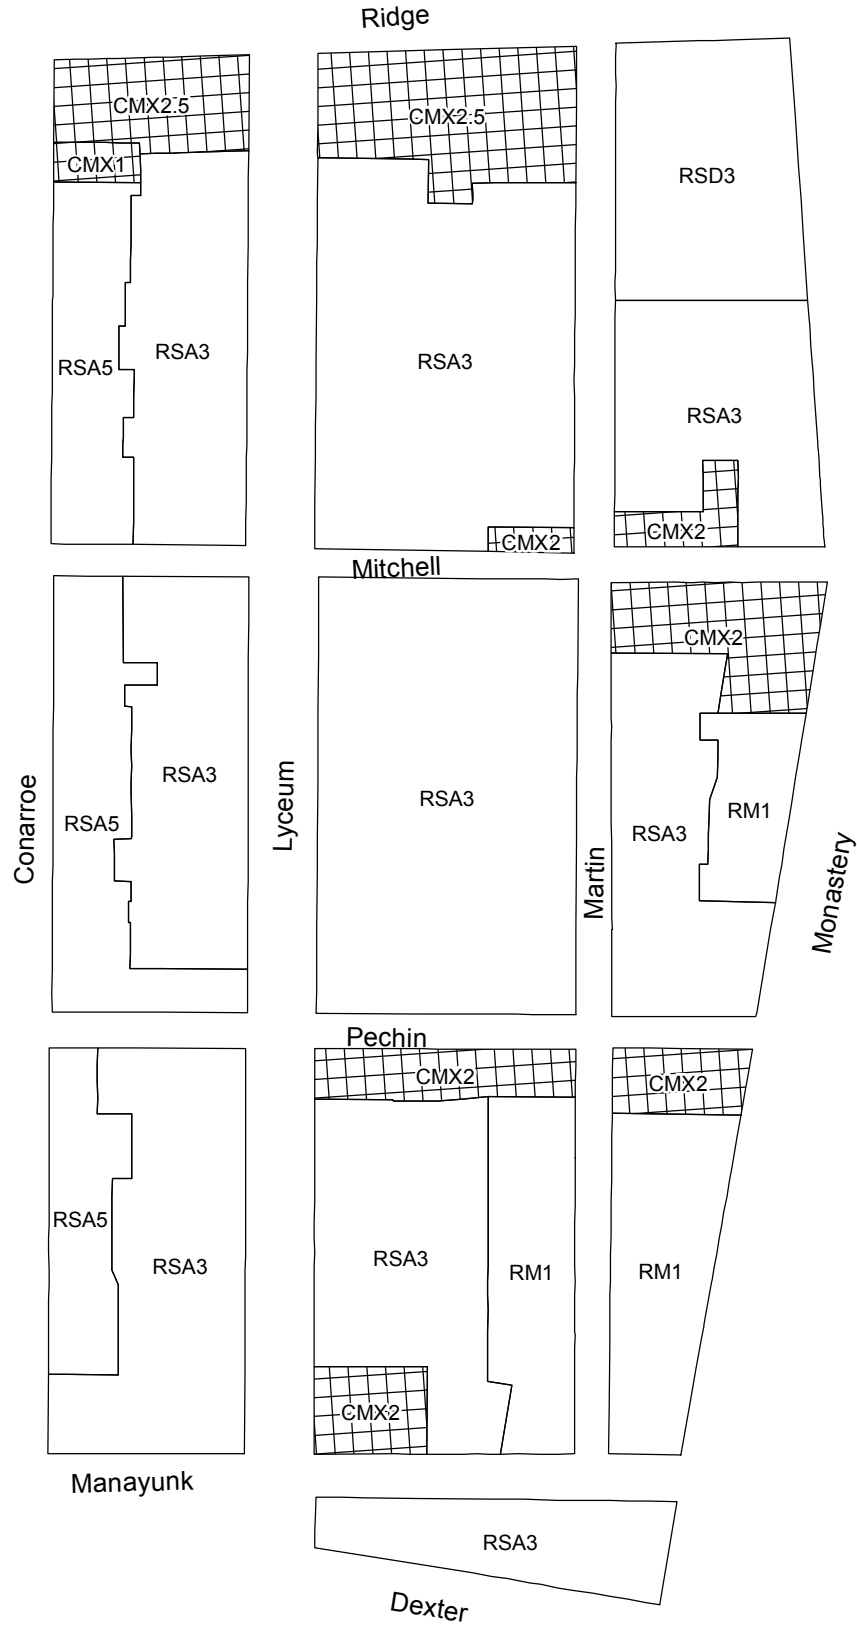 Ridge
CMX2.5
CMX2.5
CMX1
RSD3
RSA5
RSA3
RSA3
RSA3
CMX2
CMX2
Mitchell
CMX2
Conarroe
RSA5
RSA3
Lyceum
RSA3
Martin
RSA3
RM1
Monastery
Pechin
CMX2
CMX2
RSA5
RSA3
RSA3
RM1
RM1
CMX2
Manayunk
RSA3
Dexter